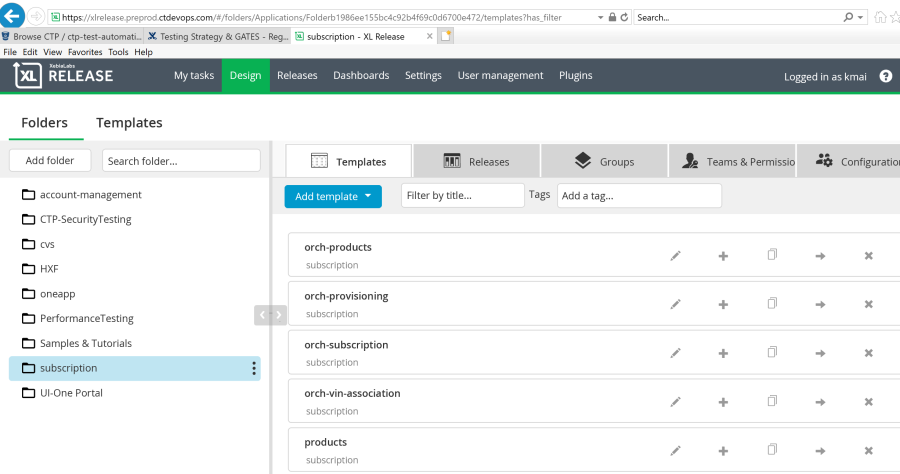 https://xlrelease.preprod.ctdevops.com/#/folders/Applications/Folderb1986ee155bc4c92b4f69c0d6700e472/templates?has_filter
Search...
Browse CTP / ctp-test-automati... Testing Strategy & GATES - Reg... subscription - XL Release
File Edit View Favorites Tools Help
XL XebiaLabs RELEASE My tasks Design Releases Dashboards Settings User management Plugins Logged in as kmai ?
Folders Templates
Add folder Search folder...
Templates Releases Groups Teams & Permissio Configuratio
Add template Filter by title... Tags Add a tag...
account-management
CTP-SecurityTesting
cvs
HXF
oneapp
PerformanceTesting
Samples & Tutorials
subscription
UI-One Portal
orch-products
subscription
orch-provisioning
subscription
orch-subscription
subscription
orch-vin-association
subscription
products
subscription